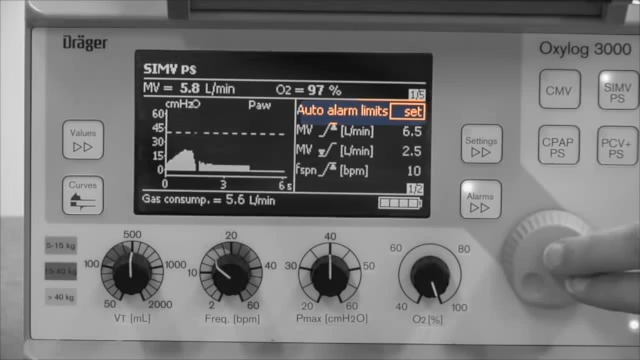 Dräger
Oxylog 3000
SIMV PS
MV = 5.8 L/min O2 = 97 %
1/5
cmH2O Paw
60
45
30
15
0
0 3 6 s
Auto alarm limits set
MV [L/min] 6.5
MV [L/min] 2.5
fspn [bpm] 10
1/2
Gas consump. = 5.6 L/min
Values
Curves
Settings
Alarms
CMV
SIMV
PS
CPAP
PS
PCV+
PS
5-15 kg
15-40 kg
> 40 kg
500
100 1000
50 2000
VT [mL]
20
10 40
2 60
Freq. [bpm]
40
30 50
20 60
Pmax [cmH2O]
60 80
40 100
O2 [%]